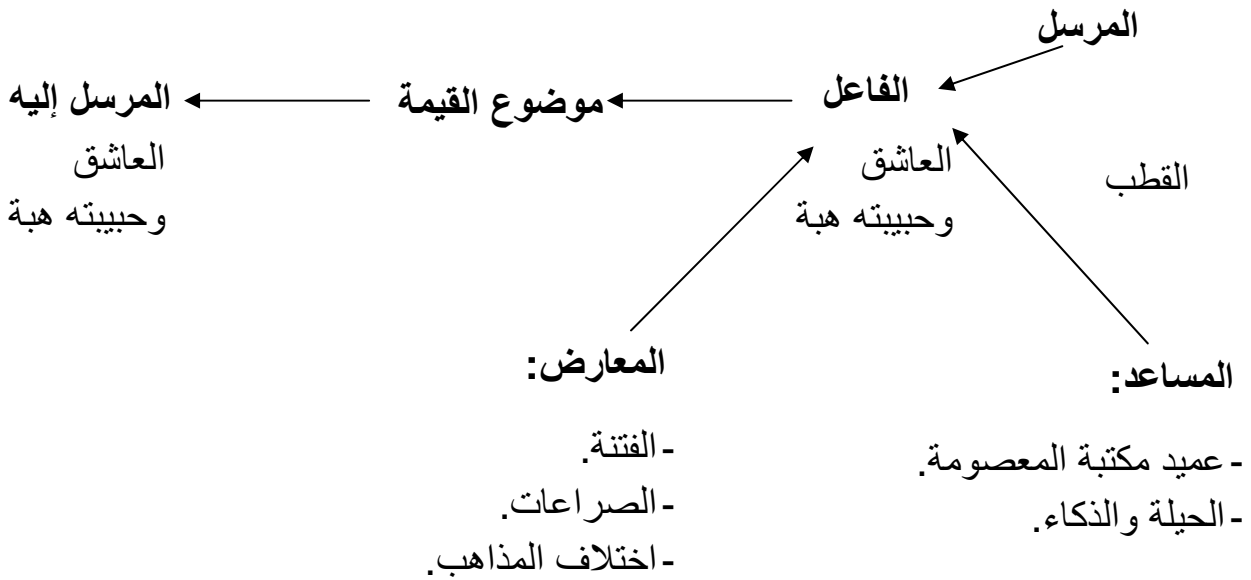 المرسل
الفاعل
موضوع القيمة
المرسل إليه
العاشق
وحبيبته هبة
القطب
العاشق
وحبيبته هبة
المساعد:
- عميد مكتبة المعصومة.
- الحيلة والذكاء.
المعارض:
- الفتنة.
- الصراعات.
- اختلاف المذاهب.